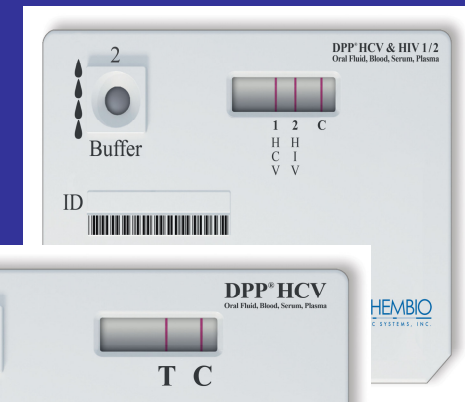 DPP® HCV & HIV 1/2
Oral Fluid, Blood, Serum, Plasma
2
Buffer
1 2 C
H H
C I
V V
ID
HEMBIO
C SYSTEMS, INC.
DPP® HCV
Oral Fluid, Blood, Serum, Plasma
T C